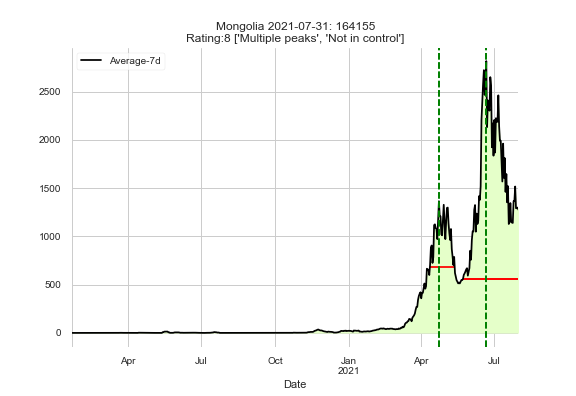 Mongolia 2021-07-31: 164155
Rating:8 ['Multiple peaks', 'Not in control']
Average-7d
2500
2000
1500
1000
500
0
Apr Jul Oct Jan Apr Jul
2021
Date